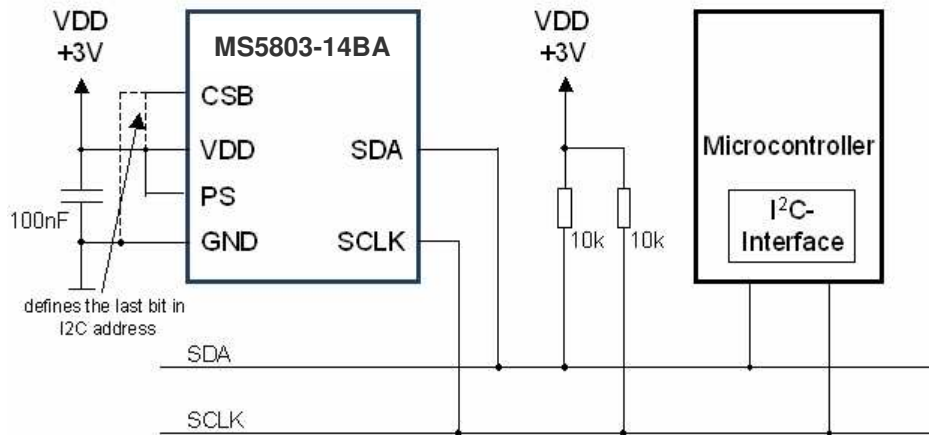 VDD
+3V
MS5803-14BA
CSB
VDD
PS
GND
SDA
SCLK
100nF
defines the last bit in
I2C address
VDD
+3V
10k
10k
Microcontroller
I²C-
Interface
SDA
SCLK